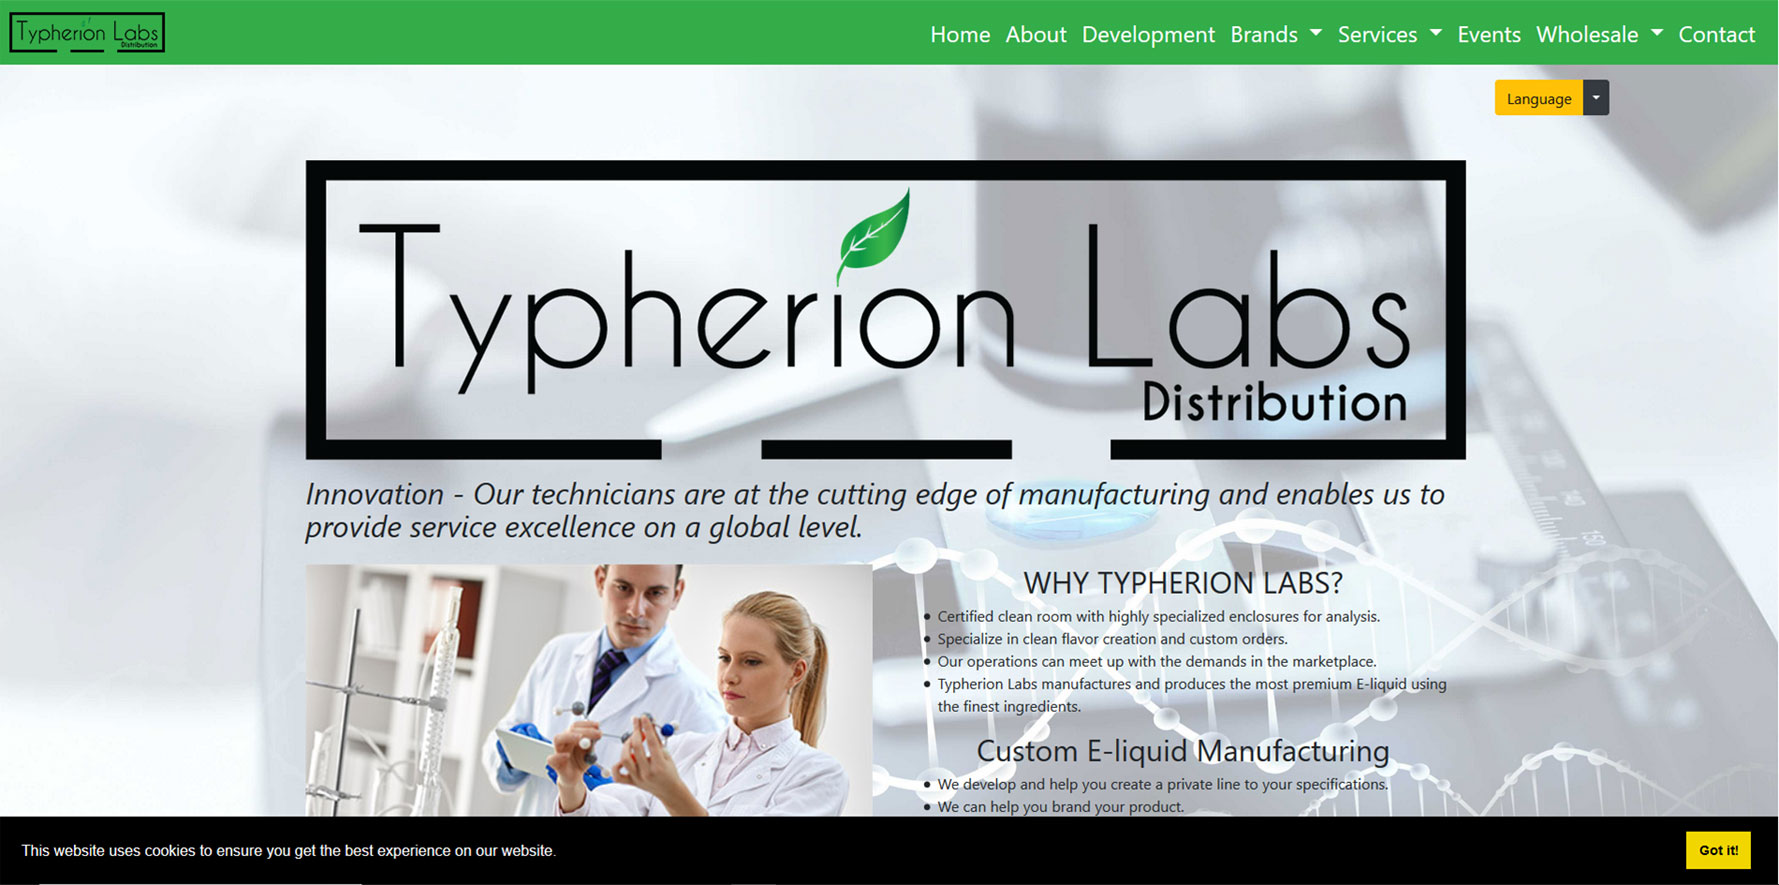 Typherion Labs
Distribution
Home About Development Brands Services Events Wholesale Contact
Language
Typherion Labs
Distribution
Innovation - Our technicians are at the cutting edge of manufacturing and enables us to
provide service excellence on a global level.
WHY TYPHERION LABS?
Certified clean room with highly specialized enclosures for analysis.
Specialize in clean flavor creation and custom orders.
Our operations can meet up with the demands in the marketplace.
Typherion Labs manufactures and produces the most premium E-liquid using
the finest ingredients.
Custom E-liquid Manufacturing
We develop and help you create a private line to your specifications.
We can help you brand your product.
This website uses cookies to ensure you get the best experience on our website.
Got it!